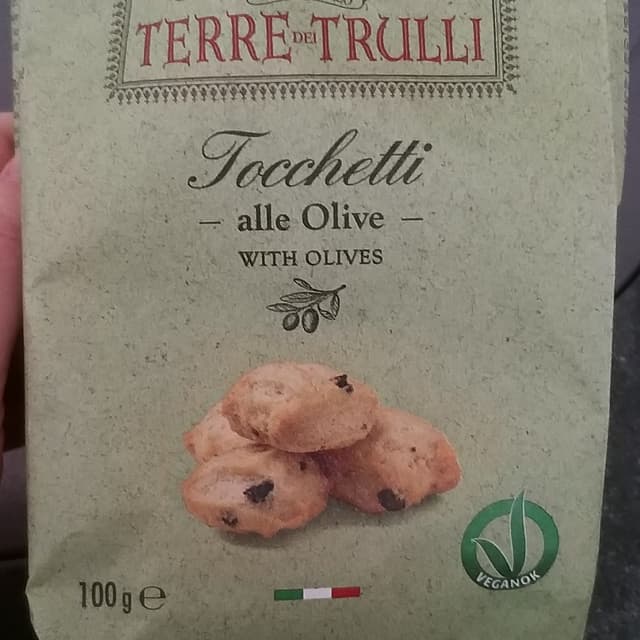 TERRE DEI TRULLI
Tocchetti
– alle Olive –
WITH OLIVES
VEGANOK
100g ℮